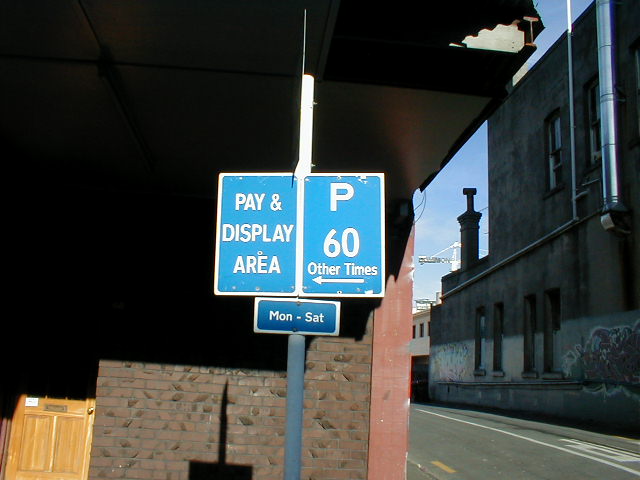 PAY &
DISPLAY
AREA
P
60
Other Times
Mon - Sat